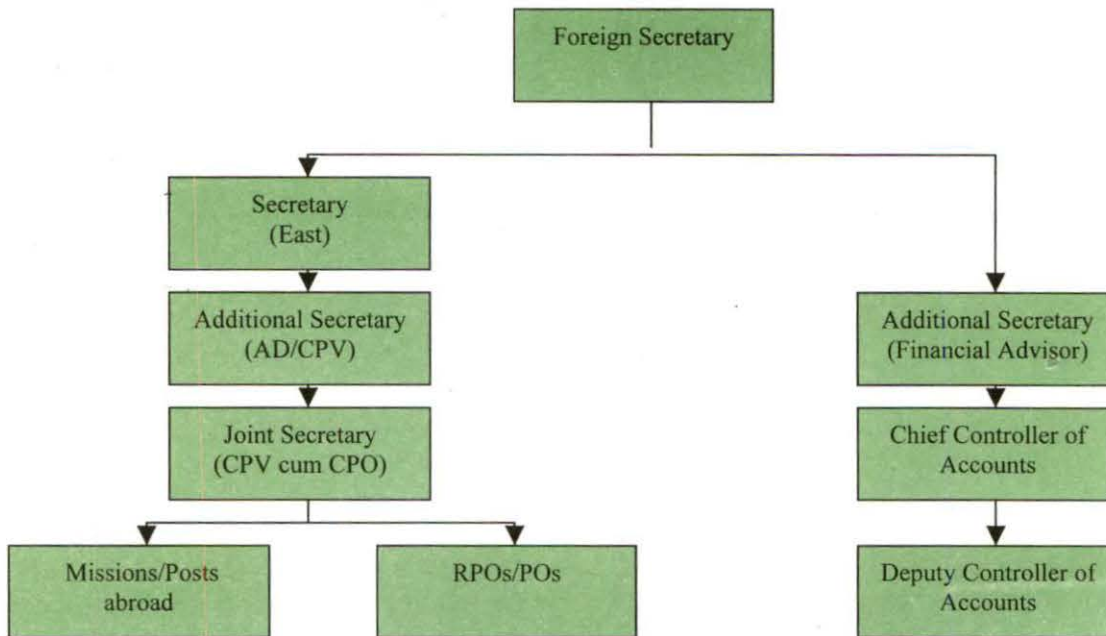 Foreign Secretary
Secretary
(East)
Additional Secretary
(AD/CPV)
Additional Secretary
(Financial Advisor)
Joint Secretary
(CPV cum CPO)
Chief Controller of
Accounts
Missions/Posts
abroad
RPOs/POs
Deputy Controller of
Accounts